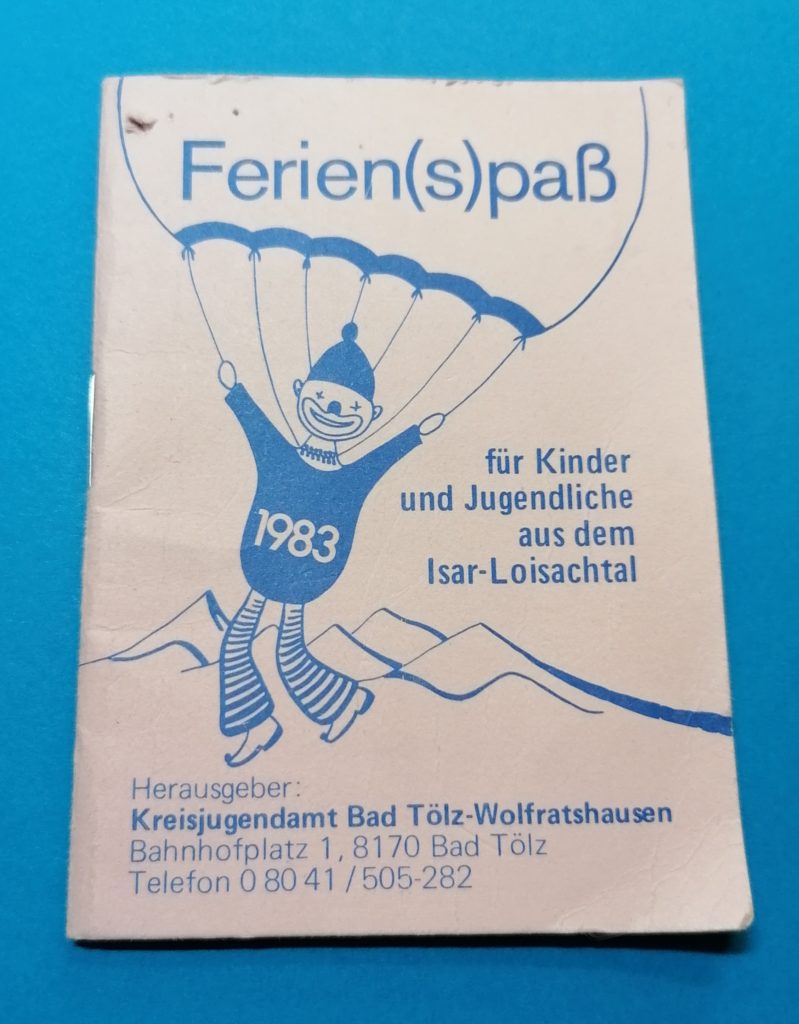 Ferien(s)paß
für Kinder
und Jugendliche
aus dem
Isar-Loisachtal
1983
Herausgeber:
Kreisjugendamt Bad Tölz-Wolfratshausen
Bahnhofplatz 1, 8170 Bad Tölz
Telefon 0 80 41 / 505-282